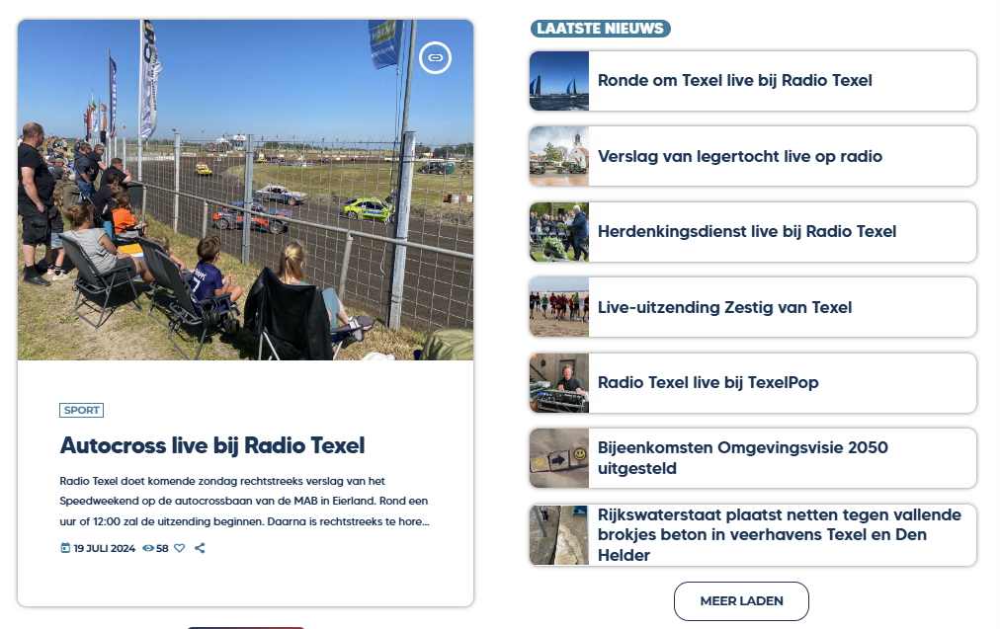 SPORT
Autocross live bij Radio Texel
Radio Texel doet komende zondag rechtstreeks verslag van het
Speedweekend op de autocrossbaan van de MAB in Eierland. Rond een
uur of 12:00 zal de uitzending beginnen. Daarna is rechtstreeks te hore...
19 JULI 2024 58
LAATSTE NIEUWS
Ronde om Texel live bij Radio Texel
Verslag van legertocht live op radio
Herdenkingsdienst live bij Radio Texel
Live-uitzending Zestig van Texel
Radio Texel live bij TexelPop
Bijeenkomsten Omgevingsvisie 2050
uitgesteld
Rijkswaterstaat plaatst netten tegen vallende
brokjes beton in veerhavens Texel en Den
Helder
MEER LADEN